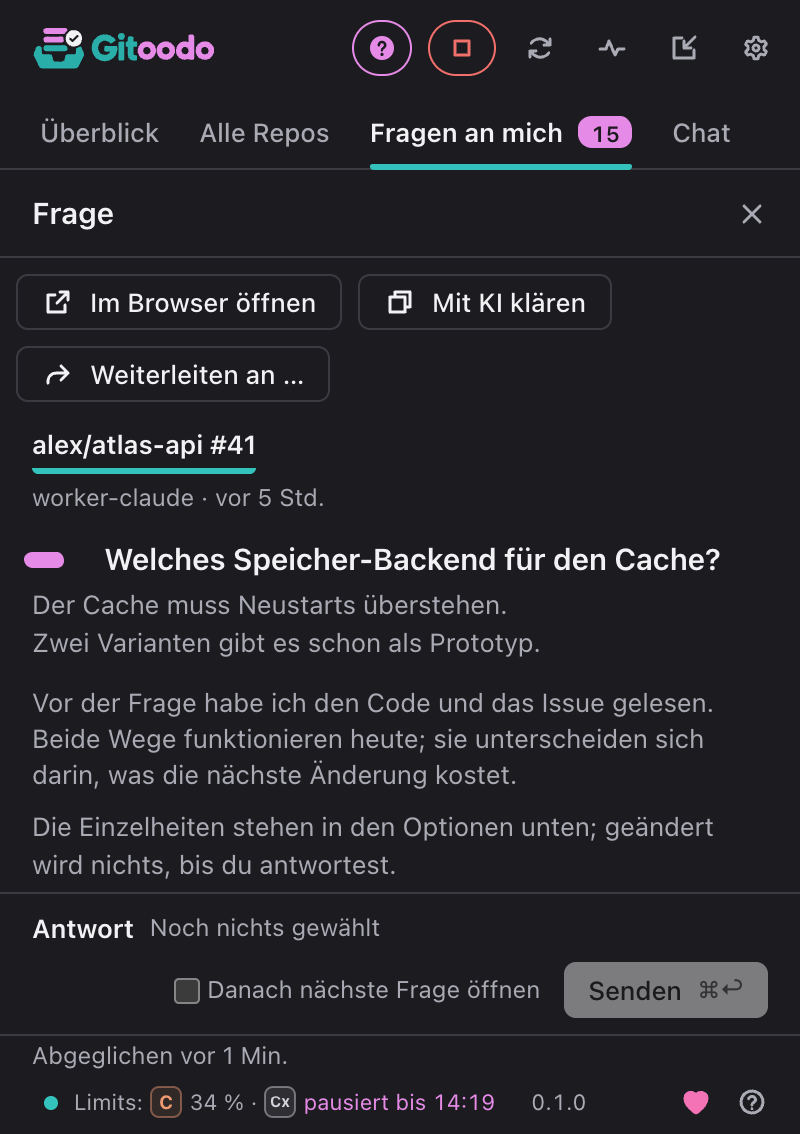 Gitoodo
Überblick Alle Repos Fragen an mich 15 Chat
Frage
Im Browser öffnen Mit KI klären
Weiterleiten an ...
alex/atlas-api #41
worker-claude · vor 5 Std.
Welches Speicher-Backend für den Cache?
Der Cache muss Neustarts überstehen.
Zwei Varianten gibt es schon als Prototyp.
Vor der Frage habe ich den Code und das Issue gelesen.
Beide Wege funktionieren heute; sie unterscheiden sich
darin, was die nächste Änderung kostet.
Die Einzelheiten stehen in den Optionen unten; geändert
wird nichts, bis du antwortest.
Antwort Noch nichts gewählt
Danach nächste Frage öffnen Senden ⌘↩
Abgeglichen vor 1 Min.
Limits: C 34 % · Cx pausiert bis 14:19 0.1.0